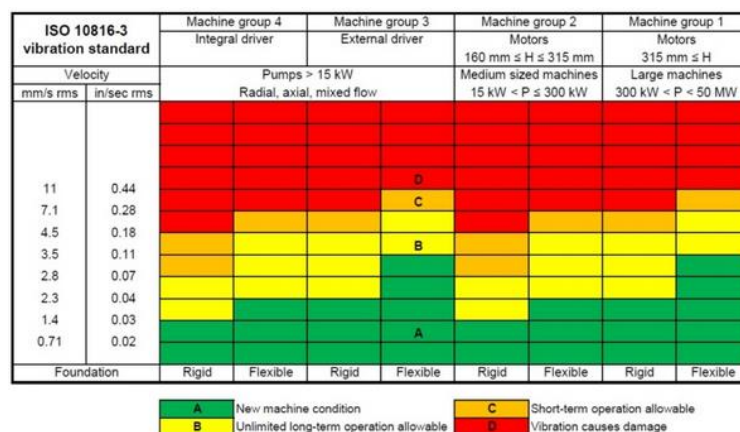 ISO 10816-3
vibration standard
Machine group 4 Machine group 3 Machine group 2 Machine group 1
Integral driver External driver Motors Motors
160 mm ≤ H ≤ 315 mm 315 mm ≤ H
Velocity Pumps > 15 kW Medium sized machines Large machines
mm/s rms in/sec rms Radial, axial, mixed flow 15 kW < P ≤ 300 kW 300 kW < P < 50 MW
D
11 0.44
C
7.1 0.28
4.5 0.18
B
3.5 0.11
2.8 0.07
2.3 0.04
1.4 0.03
A
0.71 0.02
Foundation Rigid Flexible Rigid Flexible Rigid Flexible Rigid Flexible
A New machine condition C Short-term operation allowable
B Unlimited long-term operation allowable D Vibration causes damage